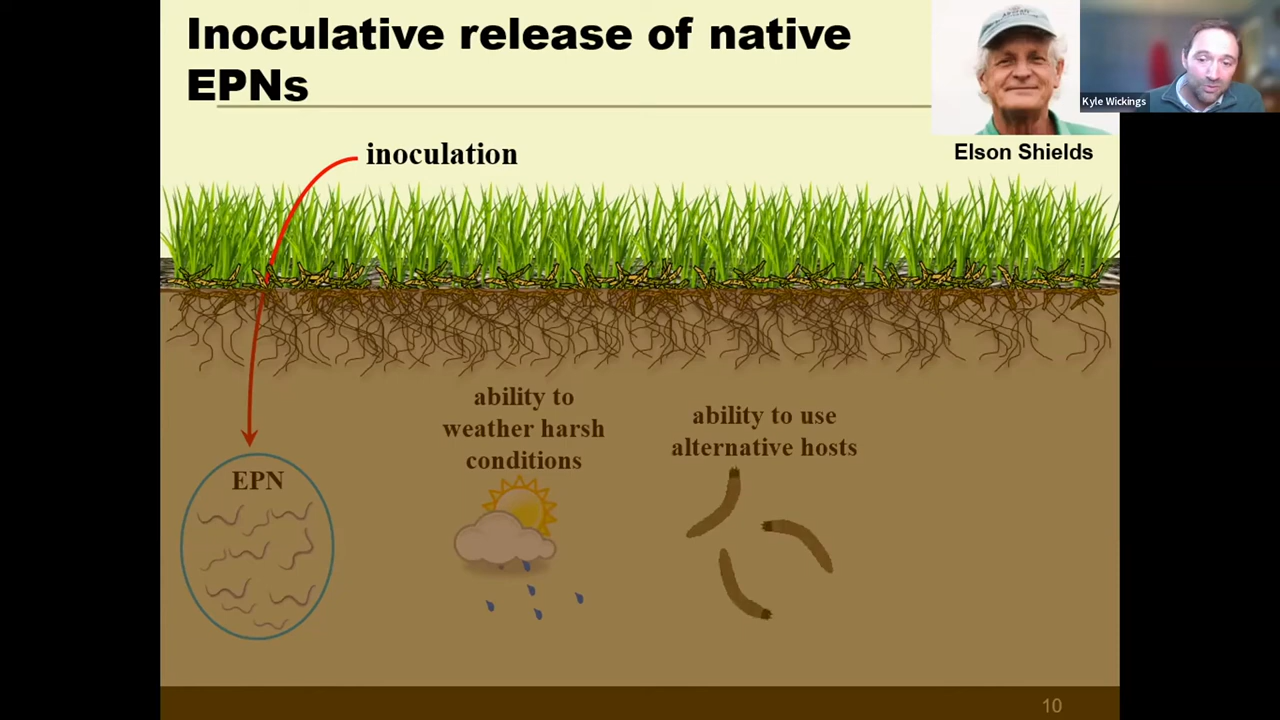 Inoculative release of native
EPNs
Kyle Wickings
Elson Shields
inoculation
ability to
weather harsh
conditions
ability to use
alternative hosts
EPN
10